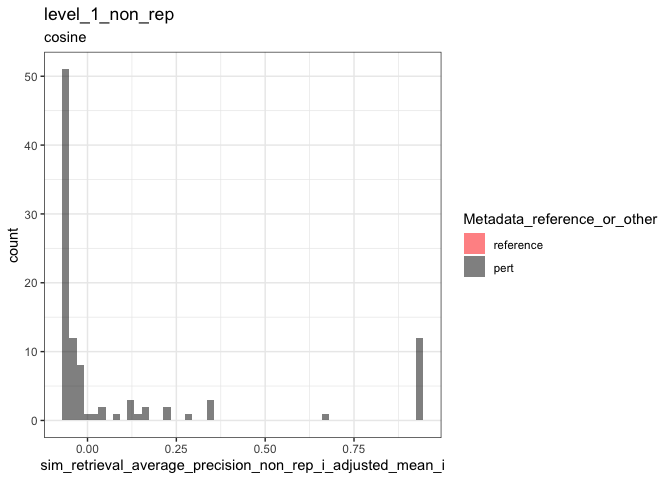 level_1_non_rep
cosine
50
40
30
20
10
0
count
0.00 0.25 0.50 0.75
sim_retrieval_average_precision_non_rep_i_adjusted_mean_i
Metadata_reference_or_other
reference
pert